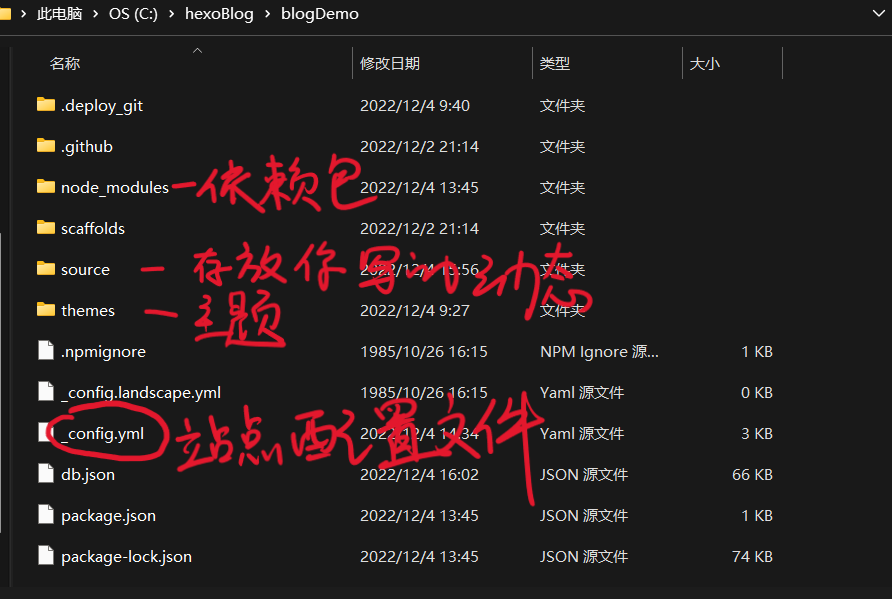 此电脑 > OS (C:) > hexoBlog > blogDemo
名称 修改日期 类型 大小
.deploy_git 2022/12/4 9:40 文件夹
.github 2022/12/2 21:14 文件夹
node_modules 依赖包 2022/12/4 13:45 文件夹
scaffolds 2022/12/2 21:14 文件夹
source 存放你写的动态 2022/12/4 15:56 文件夹
themes 主题 2022/12/4 9:27 文件夹
.npmignore 1985/10/26 16:15 NPM Ignore 源... 1 KB
_config.landscape.yml 1985/10/26 16:15 Yaml 源文件 0 KB
_config.yml 站点配置文件 2022/12/4 14:34 Yaml 源文件 3 KB
db.json 2022/12/4 16:02 JSON 源文件 66 KB
package.json 2022/12/4 13:45 JSON 源文件 1 KB
package-lock.json 2022/12/4 13:45 JSON 源文件 74 KB